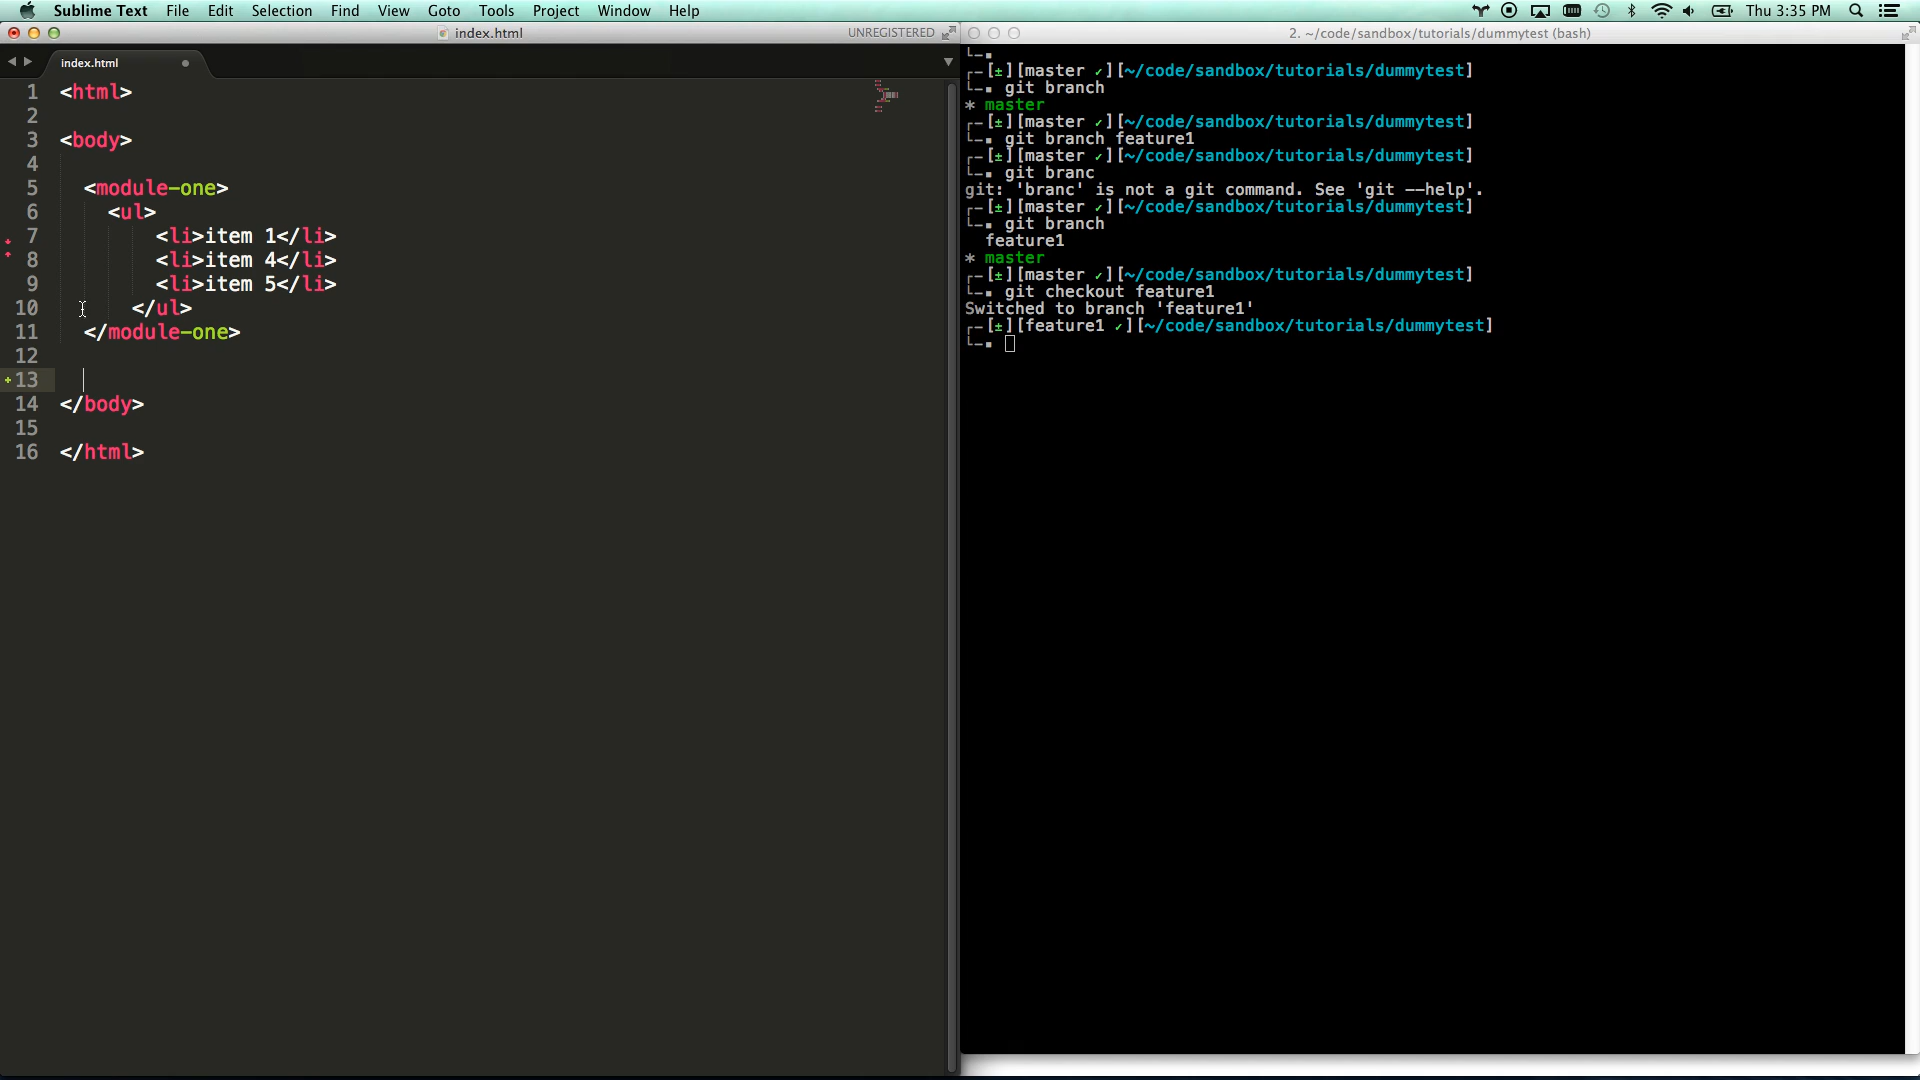 Sublime Text File Edit Selection Find View Goto Tools Project Window Help Thu 3:35 PM
index.html UNREGISTERED
index.html
1 <html>
2
3 <body>
4
5 <module-one>
6 <ul>
7 <li>item 1</li>
8 <li>item 4</li>
9 <li>item 5</li>
10 </ul>
11 </module-one>
12
13
14 </body>
15
16 </html>
2. ~/code/sandbox/tutorials/dummytest (bash)
[±][master ✓][~/code/sandbox/tutorials/dummytest]
git branch
* master
[±][master ✓][~/code/sandbox/tutorials/dummytest]
git branch feature1
[±][master ✓][~/code/sandbox/tutorials/dummytest]
git branc
git: 'branc' is not a git command. See 'git --help'.
[±][master ✓][~/code/sandbox/tutorials/dummytest]
git branch
feature1
* master
[±][master ✓][~/code/sandbox/tutorials/dummytest]
git checkout feature1
Switched to branch 'feature1'
[±][feature1 ✓][~/code/sandbox/tutorials/dummytest]